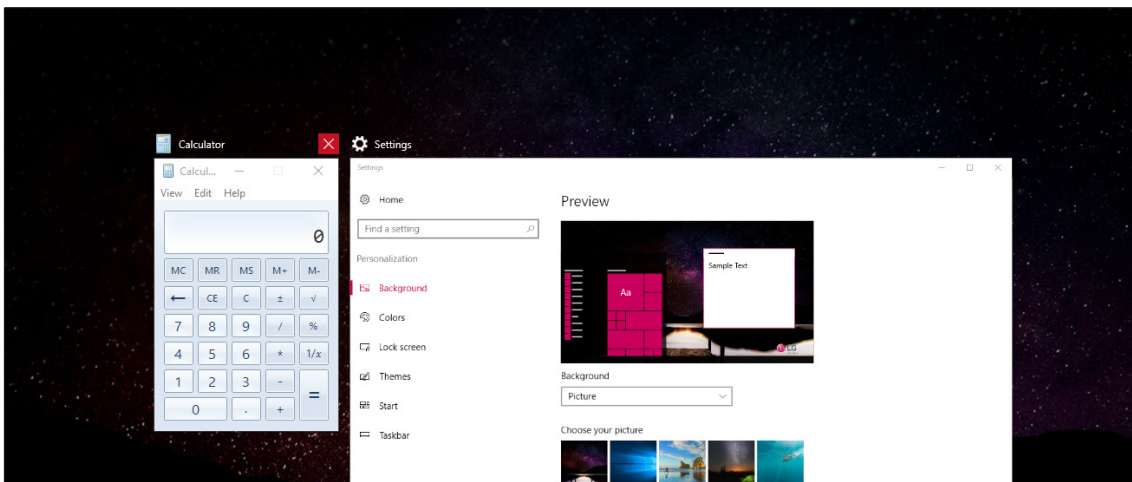 Calculator
Settings
Calcul...
View Edit Help
0
MC MR MS M+ M-
← CE C ± √
7 8 9 / %
4 5 6 * 1/x
1 2 3 - =
0 . +
Settings
Home
Find a setting
Personalization
Background
Colors
Lock screen
Themes
Start
Taskbar
Preview
Aa
Sample Text
LG
Background
Picture
Choose your picture